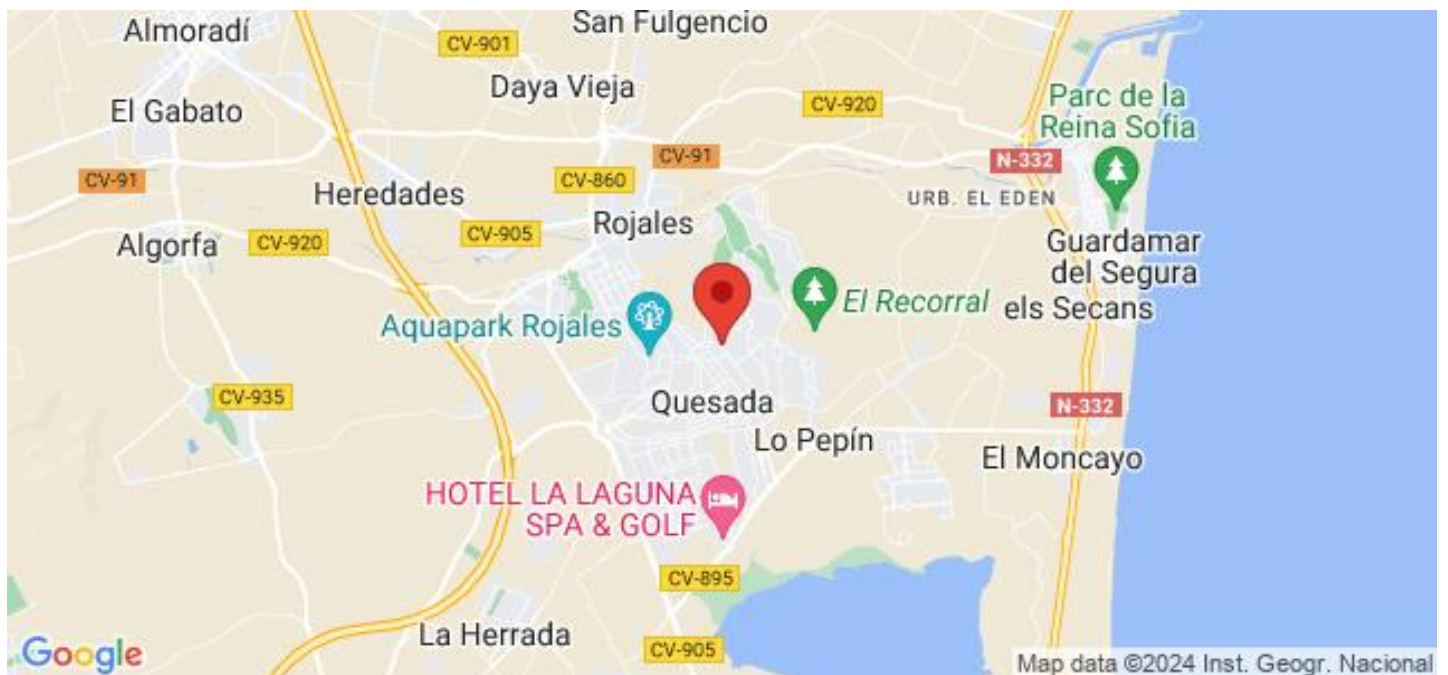 San Fulgencio
Almoradí
CV-901
Daya Vieja
Parc de la
Reina Sofia
El Gabato
CV-920
CV-91
N-332
CV-91
CV-860
Heredades
URB. EL EDEN
Rojales
CV-905
Algorfa
CV-920
Guardamar
del Segura
El Recorral
els Secans
Aquapark Rojales
CV-935
Quesada
N-332
Lo Pepín
El Moncayo
HOTEL LA LAGUNA
SPA & GOLF
CV-895
La Herrada
CV-905
Google
Map data ©2024 Inst. Geogr. Nacional